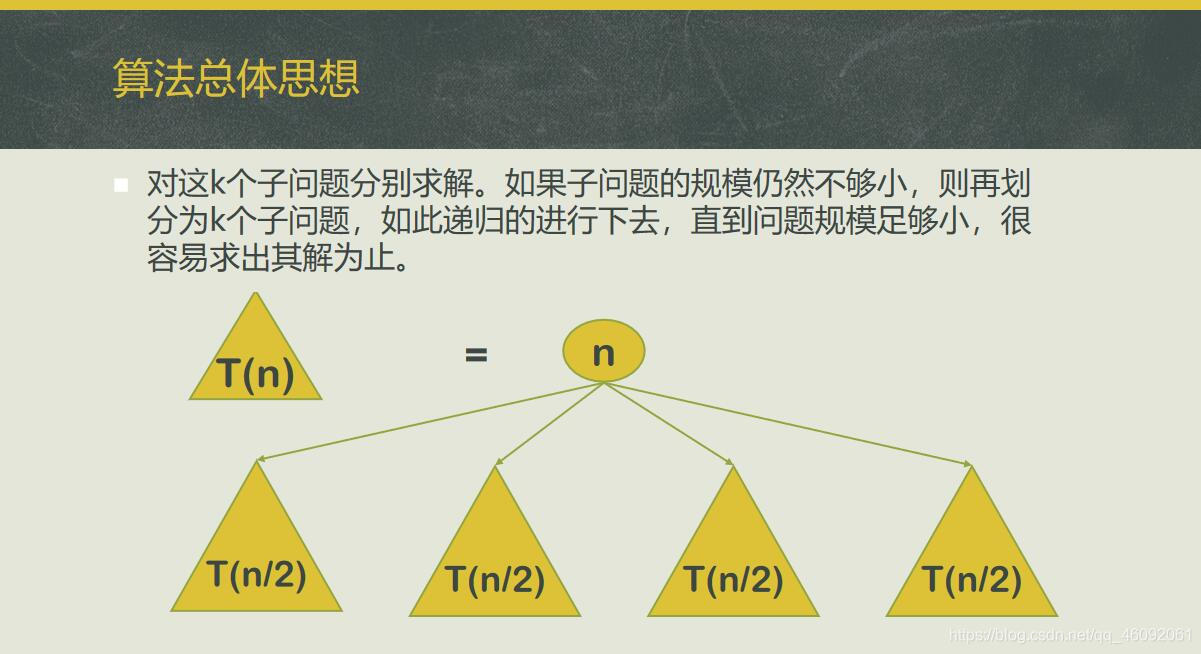 算法总体思想
对这k个子问题分别求解。如果子问题的规模仍然不够小，则再划
分为k个子问题，如此递归的进行下去，直到问题规模足够小，很
容易求出其解为止。
T(n)
=
n
T(n/2)
T(n/2)
T(n/2)
T(n/2)
https://blog.csdn.net/qq_46092061